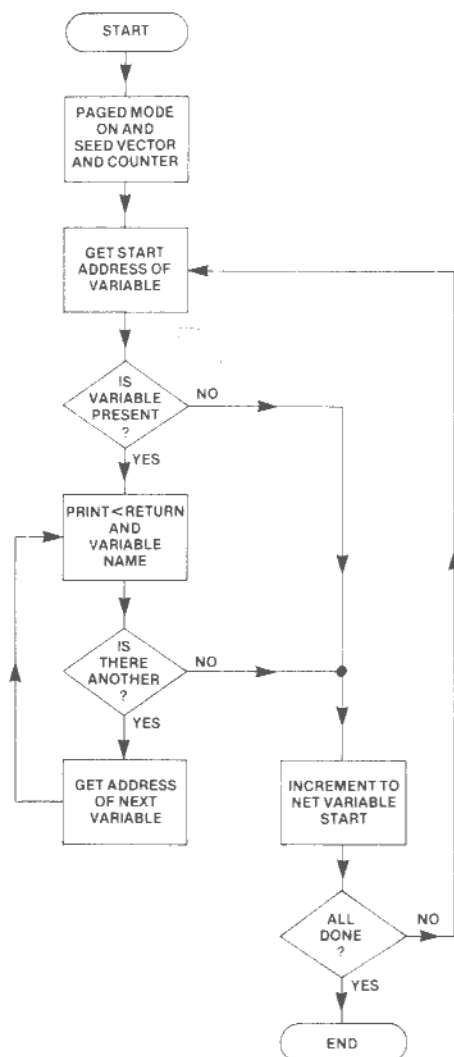 START
PAGED MODE
ON AND
SEED VECTOR
AND COUNTER
GET START
ADDRESS OF
VARIABLE
IS
VARIABLE
PRESENT
?
NO
YES
PRINT<RETURN
AND
VARIABLE
NAME
IS
THERE
ANOTHER
?
NO
YES
GET ADDRESS
OF NEXT
VARIABLE
INCREMENT TO
NET VARIABLE
START
ALL
DONE
?
NO
YES
END